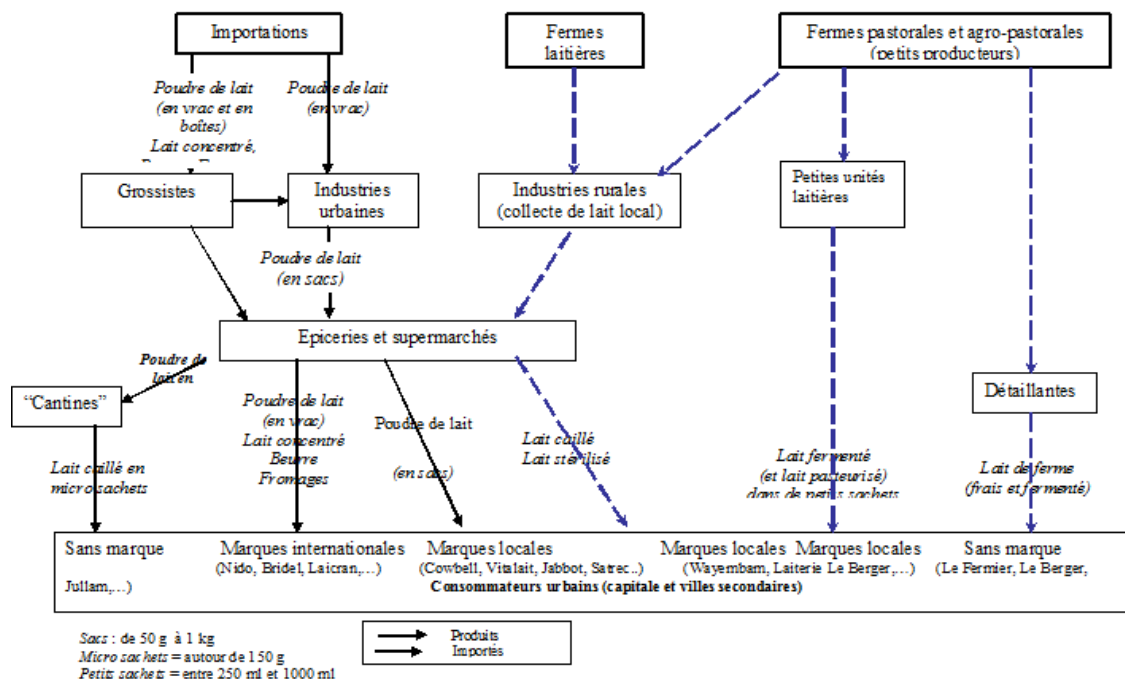 Importations
Fermes
laitières
Fermes pastorales et agro-pastorales
(petits producteurs)
Poudre de lait
(en vrac et en
boîtes)
Lait concentré,
Poudre de lait
(en vrac)
Grossistes
Industries
urbaines
Industries rurales
(collecte de lait local)
Petites unités
laitières
Poudre de lait
(en sacs)
Epiceries et supermarchés
Poudre de
lait en
“Cantines”
Détaillantes
Poudre de lait
(en vrac)
Lait concentré
Beurre
Fromages
Poudre de lait
(en sacs)
Lait caillé
Lait stérilisé
Lait caillé en
micro sachets
Lait fermenté
(et lait pasteurisé)
dans de petits sachets
Lait de ferme
(frais et fermenté)
Sans marque Marques internationales Marques locales Marques locales Marques locales Sans marque
(Nido, Bridel, Laicran,…) (Cowbell, Vitalait, Jabbot, Satrec..) (Wayembam, Laiterie Le Berger,…) (Le Fermier, Le Berger,
Jullam,…) Consommateurs urbains (capitale et villes secondaires)
Sacs : de 50 g à 1 kg
Micro sachets = autour de 150 g
Petits sachets = entre 250 ml et 1000 ml
Produits
Importés